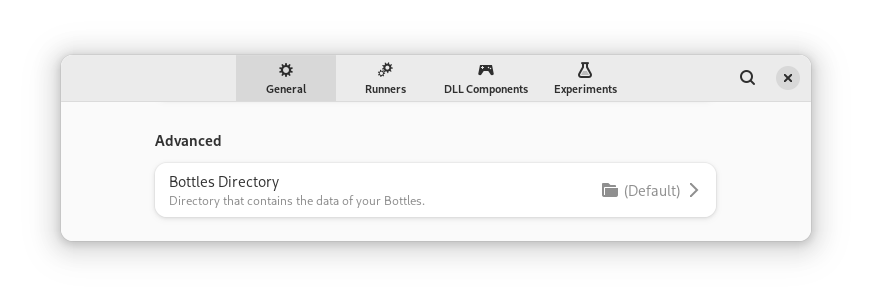 General
Runners
DLL Components
Experiments
Advanced
Bottles Directory
Directory that contains the data of your Bottles.
(Default)